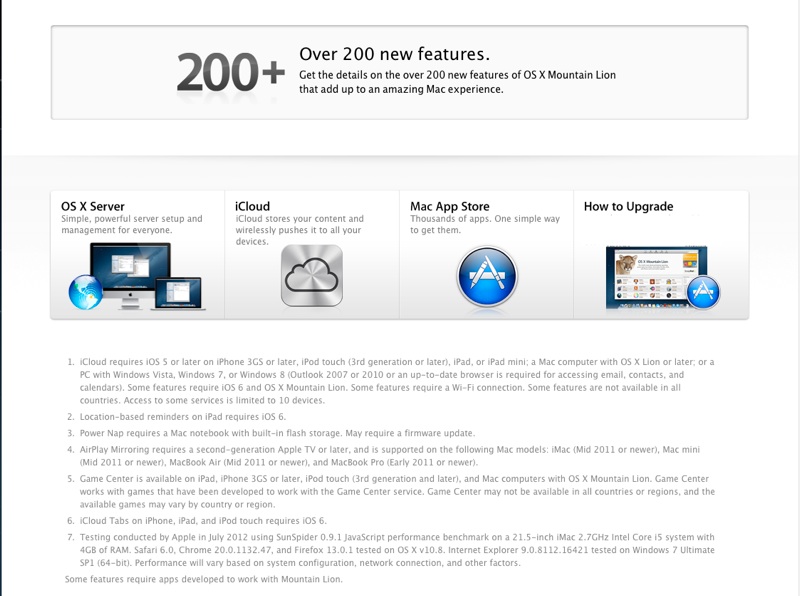 200+
Over 200 new features.
Get the details on the over 200 new features of OS X Mountain Lion
that add up to an amazing Mac experience.
OS X Server
Simple, powerful server setup and
management for everyone.
iCloud
iCloud stores your content and
wirelessly pushes it to all your
devices.
Mac App Store
Thousands of apps. One simple way
to get them.
How to Upgrade
OS X Mountain Lion
1. iCloud requires iOS 5 or later on iPhone 3GS or later, iPod touch (3rd generation or later), iPad, or iPad mini; a Mac computer with OS X Lion or later; or a
PC with Windows Vista, Windows 7, or Windows 8 (Outlook 2007 or 2010 or an up-to-date browser is required for accessing email, contacts, and
calendars). Some features require iOS 6 and OS X Mountain Lion. Some features require a Wi-Fi connection. Some features are not available in all
countries. Access to some services is limited to 10 devices.
2. Location-based reminders on iPad requires iOS 6.
3. Power Nap requires a Mac notebook with built-in flash storage. May require a firmware update.
4. AirPlay Mirroring requires a second-generation Apple TV or later, and is supported on the following Mac models: iMac (Mid 2011 or newer), Mac mini
(Mid 2011 or newer), MacBook Air (Mid 2011 or newer), and MacBook Pro (Early 2011 or newer).
5. Game Center is available on iPad, iPhone 3GS or later, iPod touch (3rd generation and later), and Mac computers with OS X Mountain Lion. Game Center
works with games that have been developed to work with the Game Center service. Game Center may not be available in all countries or regions, and the
available games may vary by country or region.
6. iCloud Tabs on iPhone, iPad, and iPod touch requires iOS 6.
7. Testing conducted by Apple in July 2012 using SunSpider 0.9.1 JavaScript performance benchmark on a 21.5-inch iMac 2.7GHz Intel Core i5 system with
4GB of RAM. Safari 6.0, Chrome 20.0.1132.47, and Firefox 13.0.1 tested on OS X v10.8. Internet Explorer 9.0.8112.16421 tested on Windows 7 Ultimate
SP1 (64-bit). Performance will vary based on system configuration, network connection, and other factors.
Some features require apps developed to work with Mountain Lion.